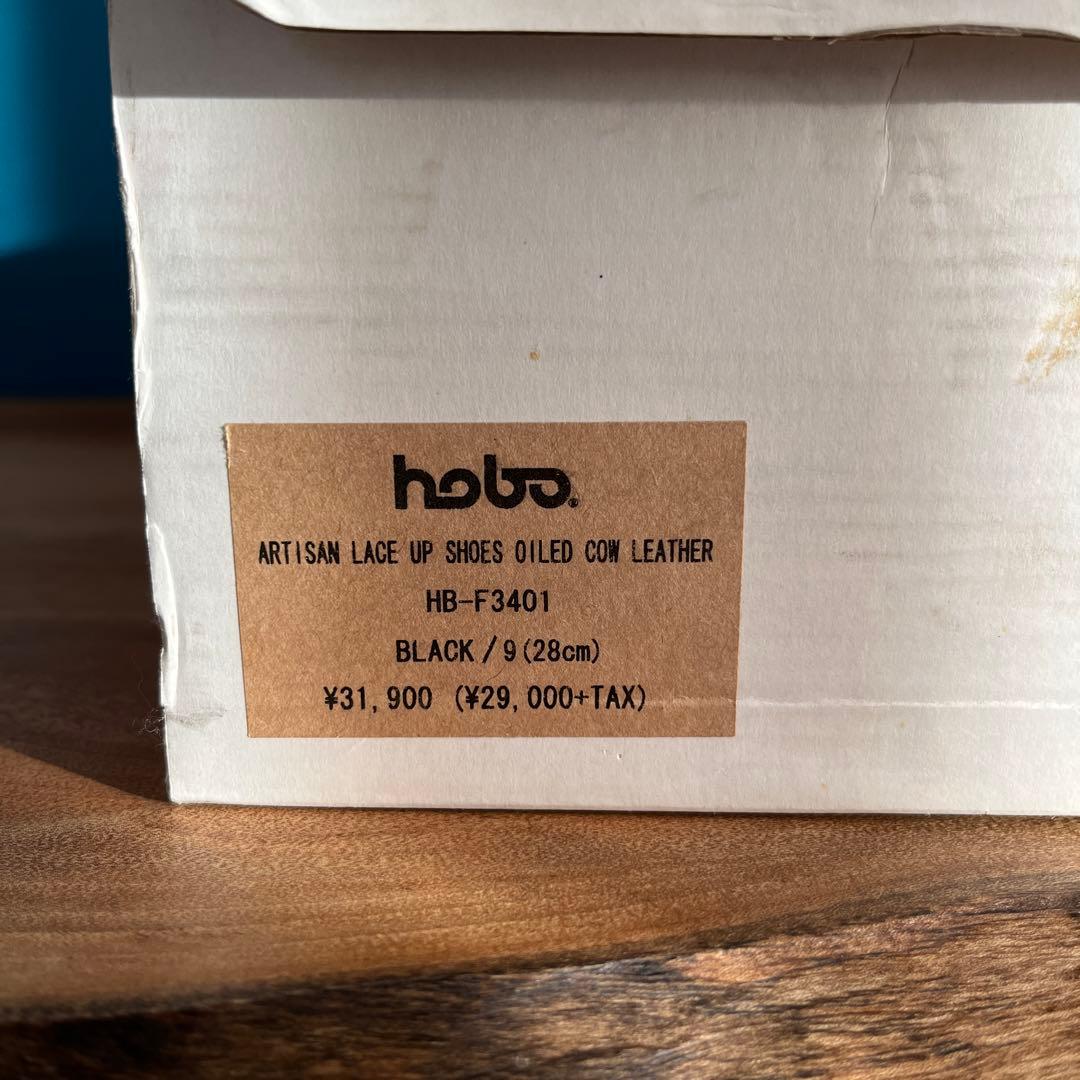 hobo®
ARTISAN LACE UP SHOES OILED COW LEATHER
HB-F3401
BLACK/9(28cm)
¥31,900 (¥29,000+TAX)